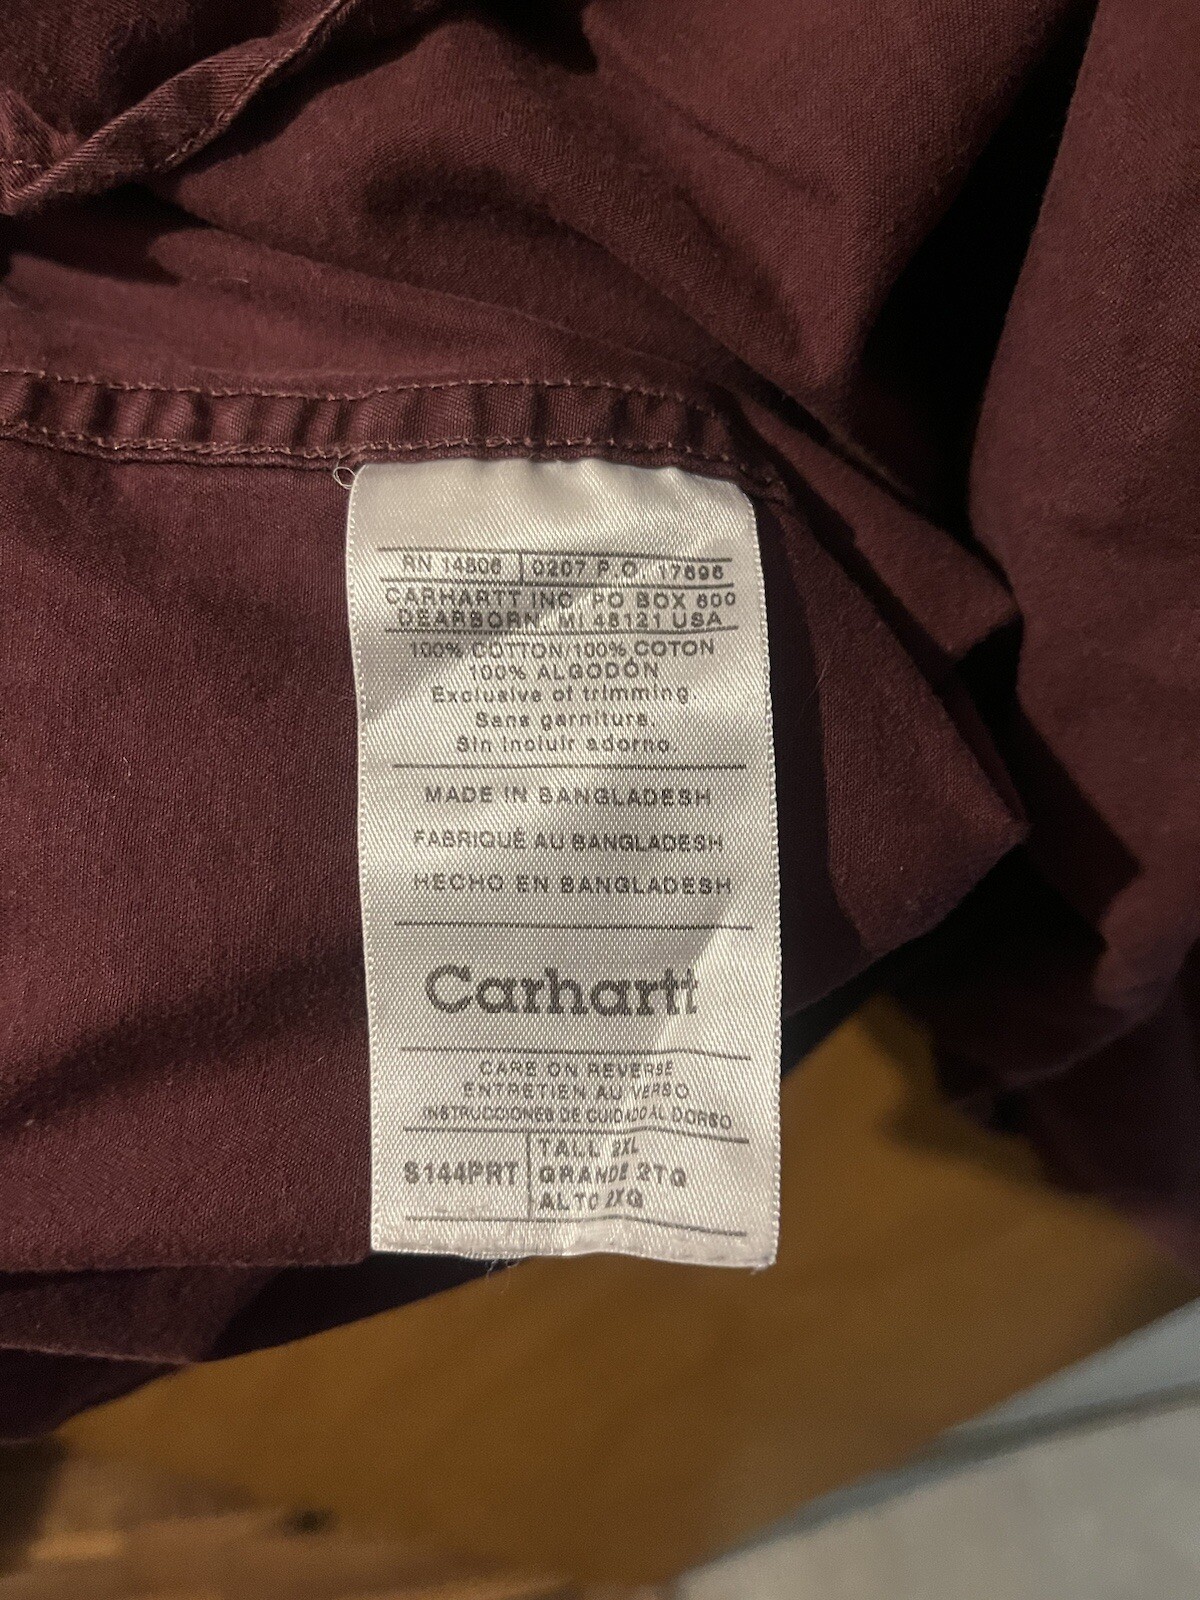 RN 14806 0207 P.O. 17696
CARHARTT INC, PO BOX 600
DEARBORN, MI 48121 USA
100% COTTON/100% COTON
100% ALGODÓN
Exclusive of trimming
Sans garniture.
Sin incluir adorno.
MADE IN BANGLADESH
FABRIQUÉ AU BANGLADESH
HECHO EN BANGLADESH
Carhartt
CARE ON REVERSE
ENTRETIEN AU VERSO
INSTRUCCIONES DE CUIDADO AL DORSO
S144PRT
TALL 2XL
GRANDE 2TG
ALTO 2XG